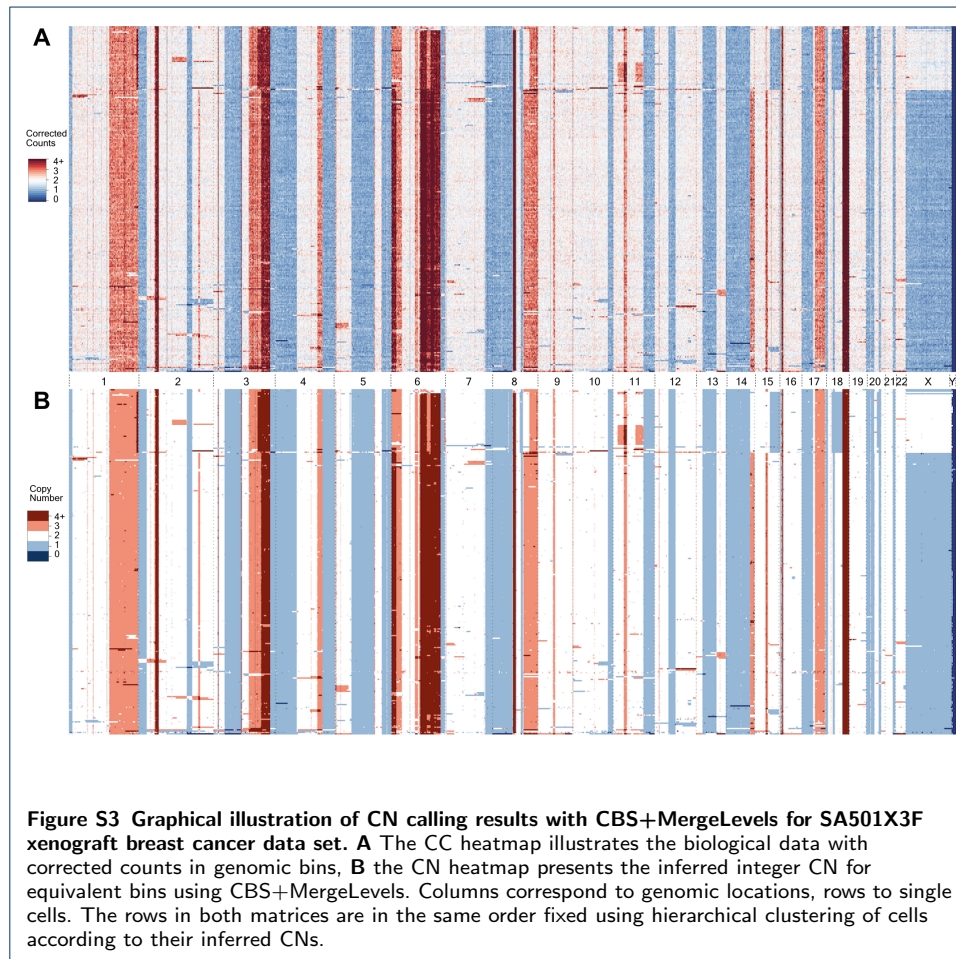 A
Corrected
Counts
4+
3
2
1
0
1 2 3 4 5 6 7 8 9 10 11 12 13 14 15 16 17 18 19 20 21 22 X Y
B
Copy
Number
4+
3
2
1
0
Figure S3 Graphical illustration of CN calling results with CBS+MergeLevels for SA501X3F
xenograft breast cancer data set. A The CC heatmap illustrates the biological data with
corrected counts in genomic bins, B the CN heatmap presents the inferred integer CN for
equivalent bins using CBS+MergeLevels. Columns correspond to genomic locations, rows to single
cells. The rows in both matrices are in the same order fixed using hierarchical clustering of cells
according to their inferred CNs.